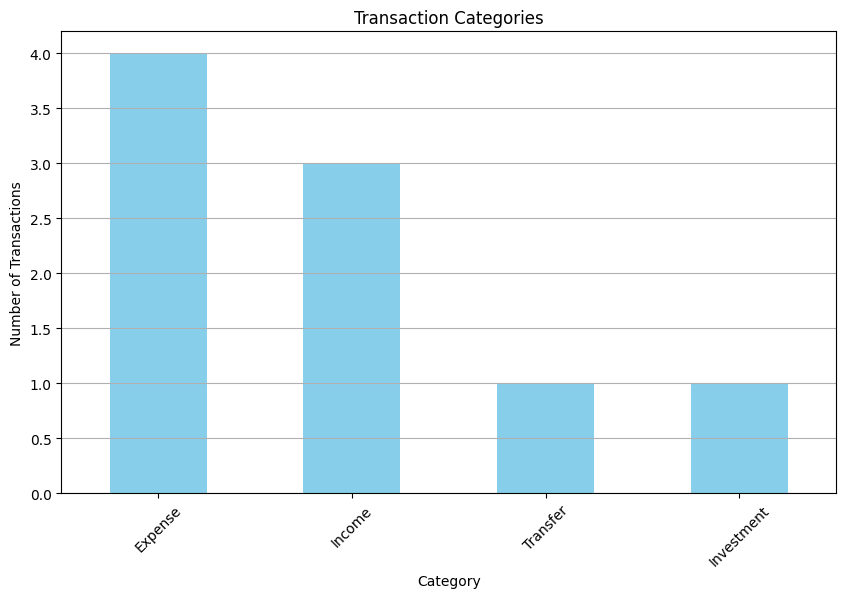 Transaction Categories
Number of Transactions
4.0
3.5
3.0
2.5
2.0
1.5
1.0
0.5
0.0
Expense
Income
Transfer
Investment
Category